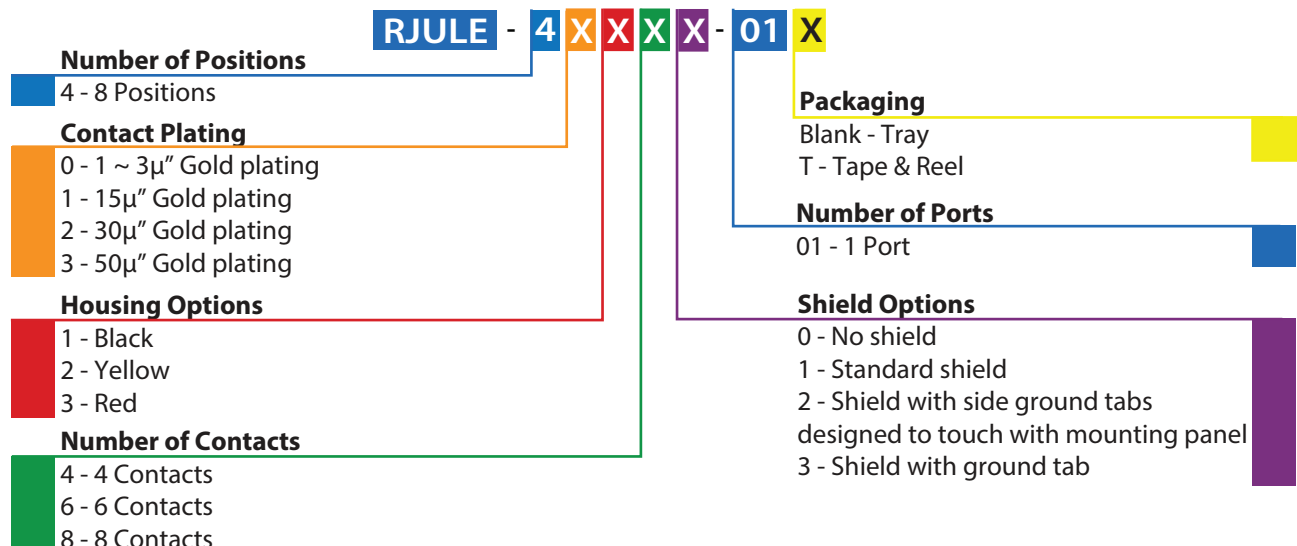 RJULE - 4 X X X X - 01 X
Number of Positions
4 - 8 Positions
Contact Plating
0 - 1 ~ 3µ” Gold plating
1 - 15µ” Gold plating
2 - 30µ” Gold plating
3 - 50µ” Gold plating
Housing Options
1 - Black
2 - Yellow
3 - Red
Number of Contacts
4 - 4 Contacts
6 - 6 Contacts
8 - 8 Contacts
Packaging
Blank - Tray
T - Tape & Reel
Number of Ports
01 - 1 Port
Shield Options
0 - No shield
1 - Standard shield
2 - Shield with side ground tabs
designed to touch with mounting panel
3 - Shield with ground tab